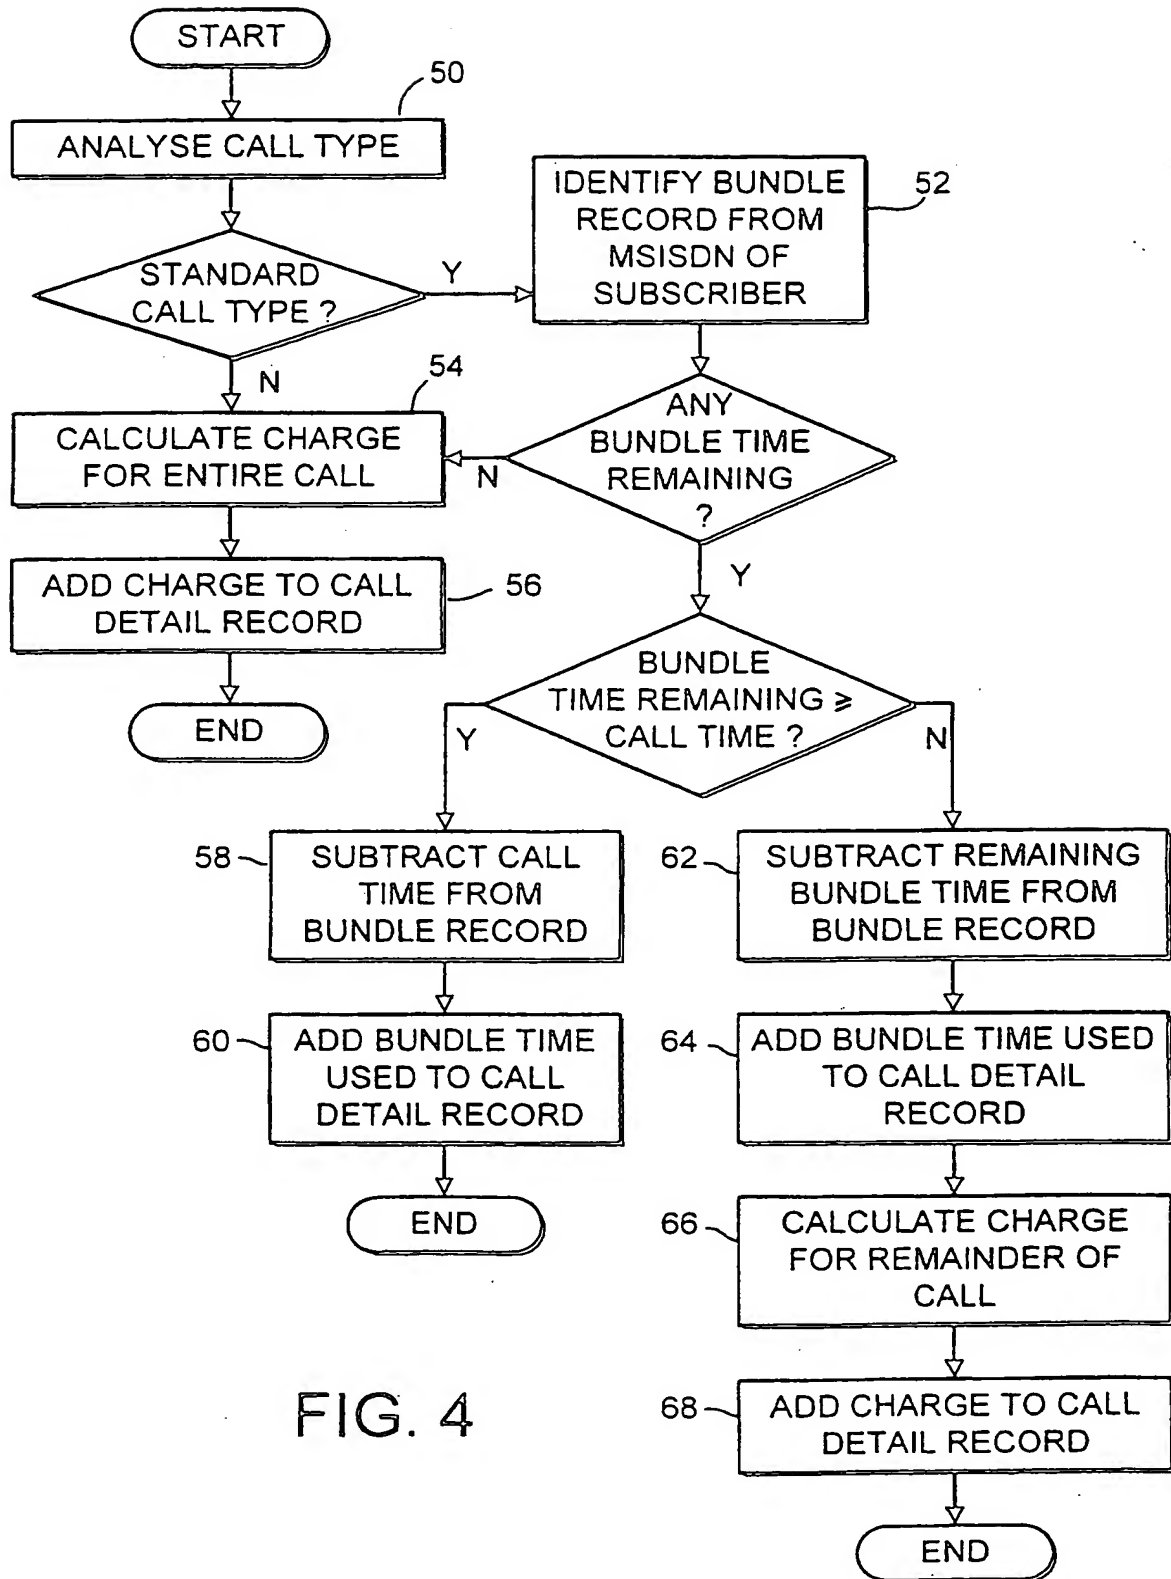 START
50
ANALYSE CALL TYPE
STANDARD
CALL TYPE ?
Y
N
IDENTIFY BUNDLE
RECORD FROM
MSISDN OF
SUBSCRIBER
52
54
CALCULATE CHARGE
FOR ENTIRE CALL
ANY
BUNDLE TIME
REMAINING
?
N
Y
ADD CHARGE TO CALL
DETAIL RECORD
56
END
BUNDLE
TIME REMAINING ⩾
CALL TIME ?
Y
N
58
SUBTRACT CALL
TIME FROM
BUNDLE RECORD
60
ADD BUNDLE TIME
USED TO CALL
DETAIL RECORD
END
62
SUBTRACT REMAINING
BUNDLE TIME FROM
BUNDLE RECORD
64
ADD BUNDLE TIME USED
TO CALL DETAIL
RECORD
66
CALCULATE CHARGE
FOR REMAINDER OF
CALL
68
ADD CHARGE TO CALL
DETAIL RECORD
END
FIG. 4